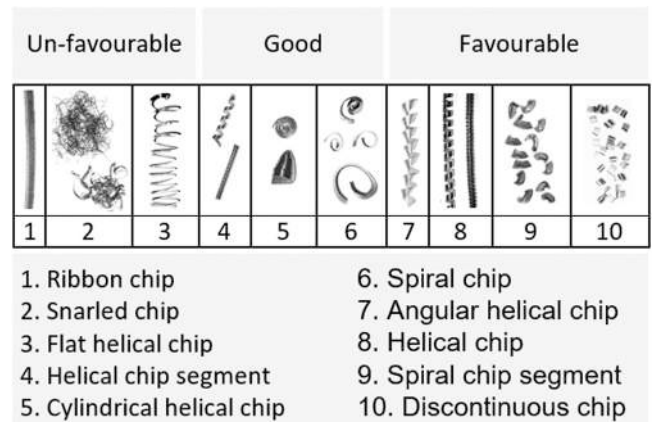 Un-favourable Good Favourable
1 2 3 4 5 6 7 8 9 10
1. Ribbon chip
2. Snarled chip
3. Flat helical chip
4. Helical chip segment
5. Cylindrical helical chip
6. Spiral chip
7. Angular helical chip
8. Helical chip
9. Spiral chip segment
10. Discontinuous chip